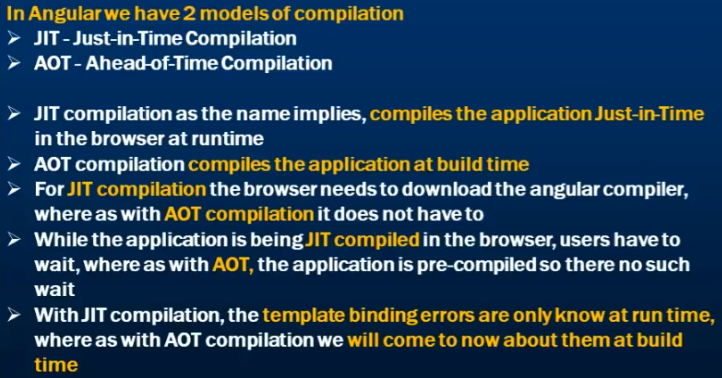 In Angular we have 2 models of compilation
➢ JIT - Just-in-Time Compilation
➢ AOT - Ahead-of-Time Compilation
➢ JIT compilation as the name implies, compiles the application Just-in-Time
in the browser at runtime
➢ AOT compilation compiles the application at build time
➢ For JIT compilation the browser needs to download the angular compiler,
where as with AOT compilation it does not have to
➢ While the application is being JIT compiled in the browser, users have to
wait, where as with AOT, the application is pre-compiled so there no such
wait
➢ With JIT compilation, the template binding errors are only know at run time,
where as with AOT compilation we will come to now about them at build
time